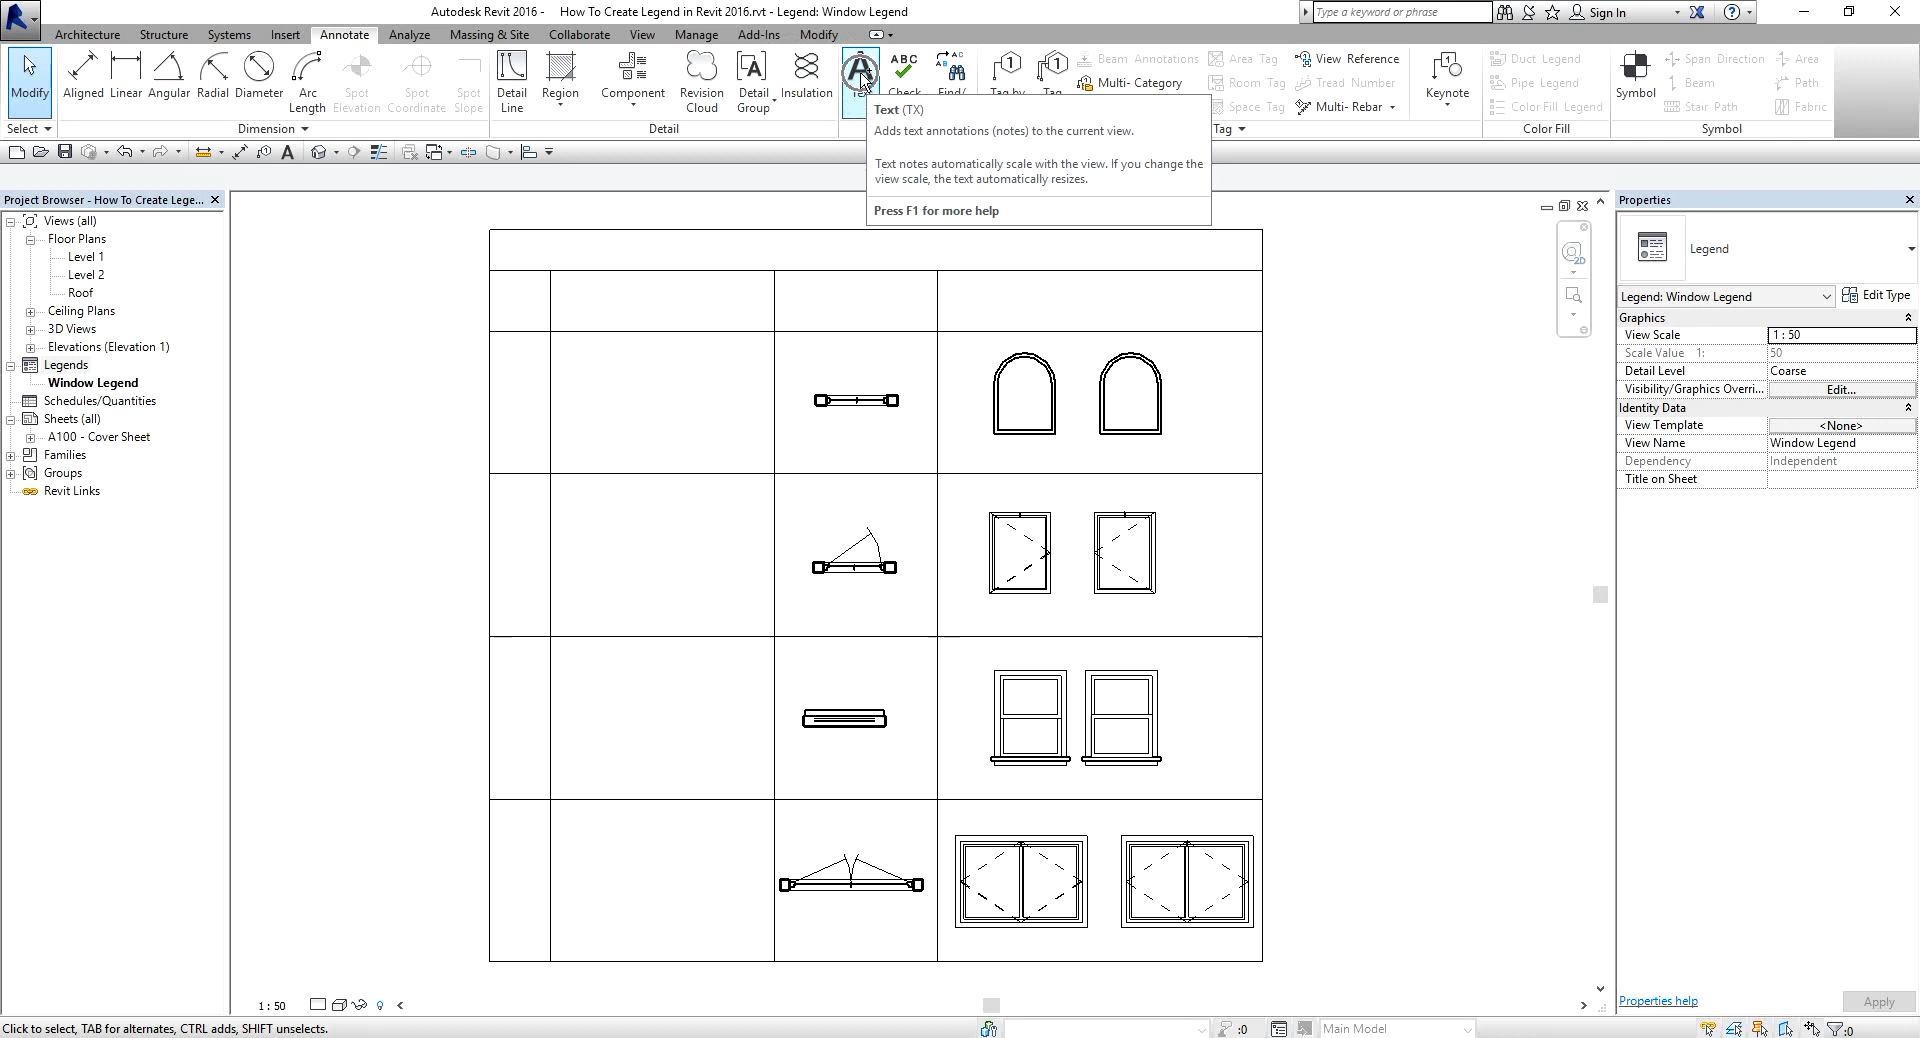 Autodesk Revit 2016 - How To Create Legend in Revit 2016.rvt - Legend: Window Legend
Type a keyword or phrase
Sign In
Architecture Structure Systems Insert Annotate Analyze Massing & Site Collaborate View Manage Add-Ins Modify
Modify
Aligned Linear Angular Radial Diameter Arc Length Spot Elevation Spot Coordinate Spot Slope
Detail Line Region Component Revision Cloud Detail Group Insulation
ABC
Beam Annotations Area Tag View Reference
Multi- Category Room Tag Tread Number
Space Tag Multi- Rebar
Keynote
Duct Legend
Pipe Legend
Color Fill Legend
Symbol
Span Direction Area
Beam Path
Stair Path Fabric
Select Dimension Detail Tag Color Fill Symbol
Text (TX)
Adds text annotations (notes) to the current view.
Text notes automatically scale with the view. If you change the
view scale, the text automatically resizes.
Press F1 for more help
Project Browser - How To Create Lege...
Views (all)
Floor Plans
Level 1
Level 2
Roof
Ceiling Plans
3D Views
Elevations (Elevation 1)
Legends
Window Legend
Schedules/Quantities
Sheets (all)
A100 - Cover Sheet
Families
Groups
Revit Links
2D
Properties
Legend
Legend: Window Legend Edit Type
Graphics
View Scale 1 : 50
Scale Value 1: 50
Detail Level Coarse
Visibility/Graphics Overri... Edit...
Identity Data
View Template <None>
View Name Window Legend
Dependency Independent
Title on Sheet
Properties help Apply
1 : 50
Click to select, TAB for alternates, CTRL adds, SHIFT unselects.
:0
Main Model
:0